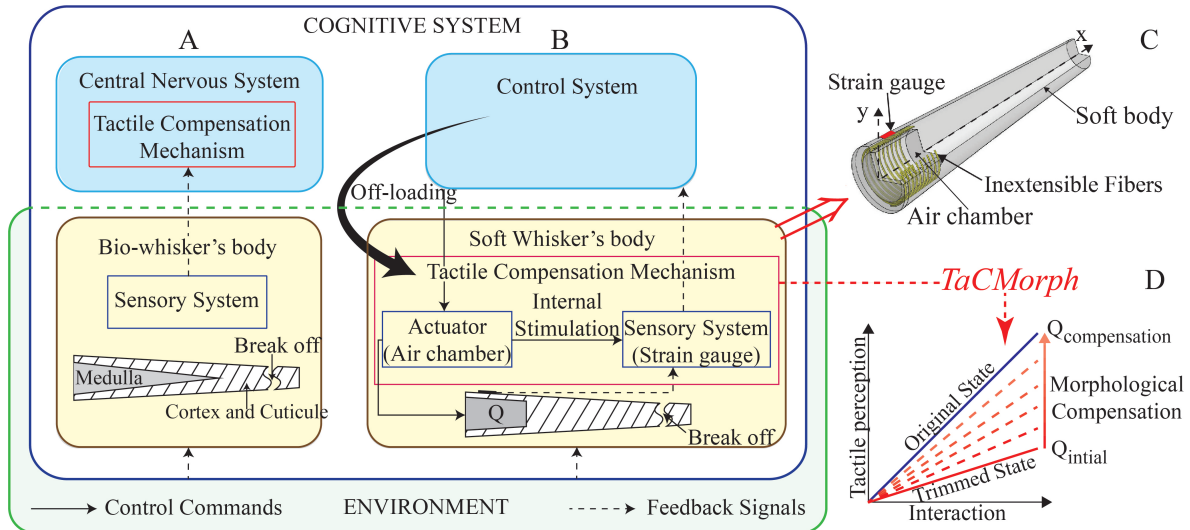 COGNITIVE SYSTEM
A
Central Nervous System
Tactile Compensation
Mechanism
Bio-whisker's body
Sensory System
Break off
Medulla
Cortex and Cuticule
B
Control System
Off-loading
Soft Whisker's body
Tactile Compensation Mechanism
Internal
Stimulation
Actuator
(Air chamber)
Sensory System
(Strain gauge)
Q
Break off
Control Commands
ENVIRONMENT
Feedback Signals
C
x
Strain gauge
y
Soft body
Inextensible Fibers
Air chamber
TaCMorph
D
Tactile perception
Original State
Trimmed State
Interaction
Qcompensation
Morphological
Compensation
Qintial